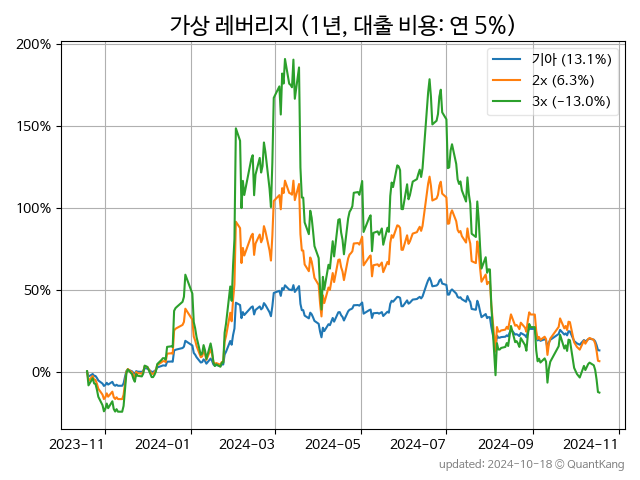 가상 레버리지 (1년, 대출 비용: 연 5%)
200%
150%
100%
50%
0%
기아 (13.1%)
2x (6.3%)
3x (-13.0%)
2023-11 2024-01 2024-03 2024-05 2024-07 2024-09 2024-11
updated: 2024-10-18 © QuantKang